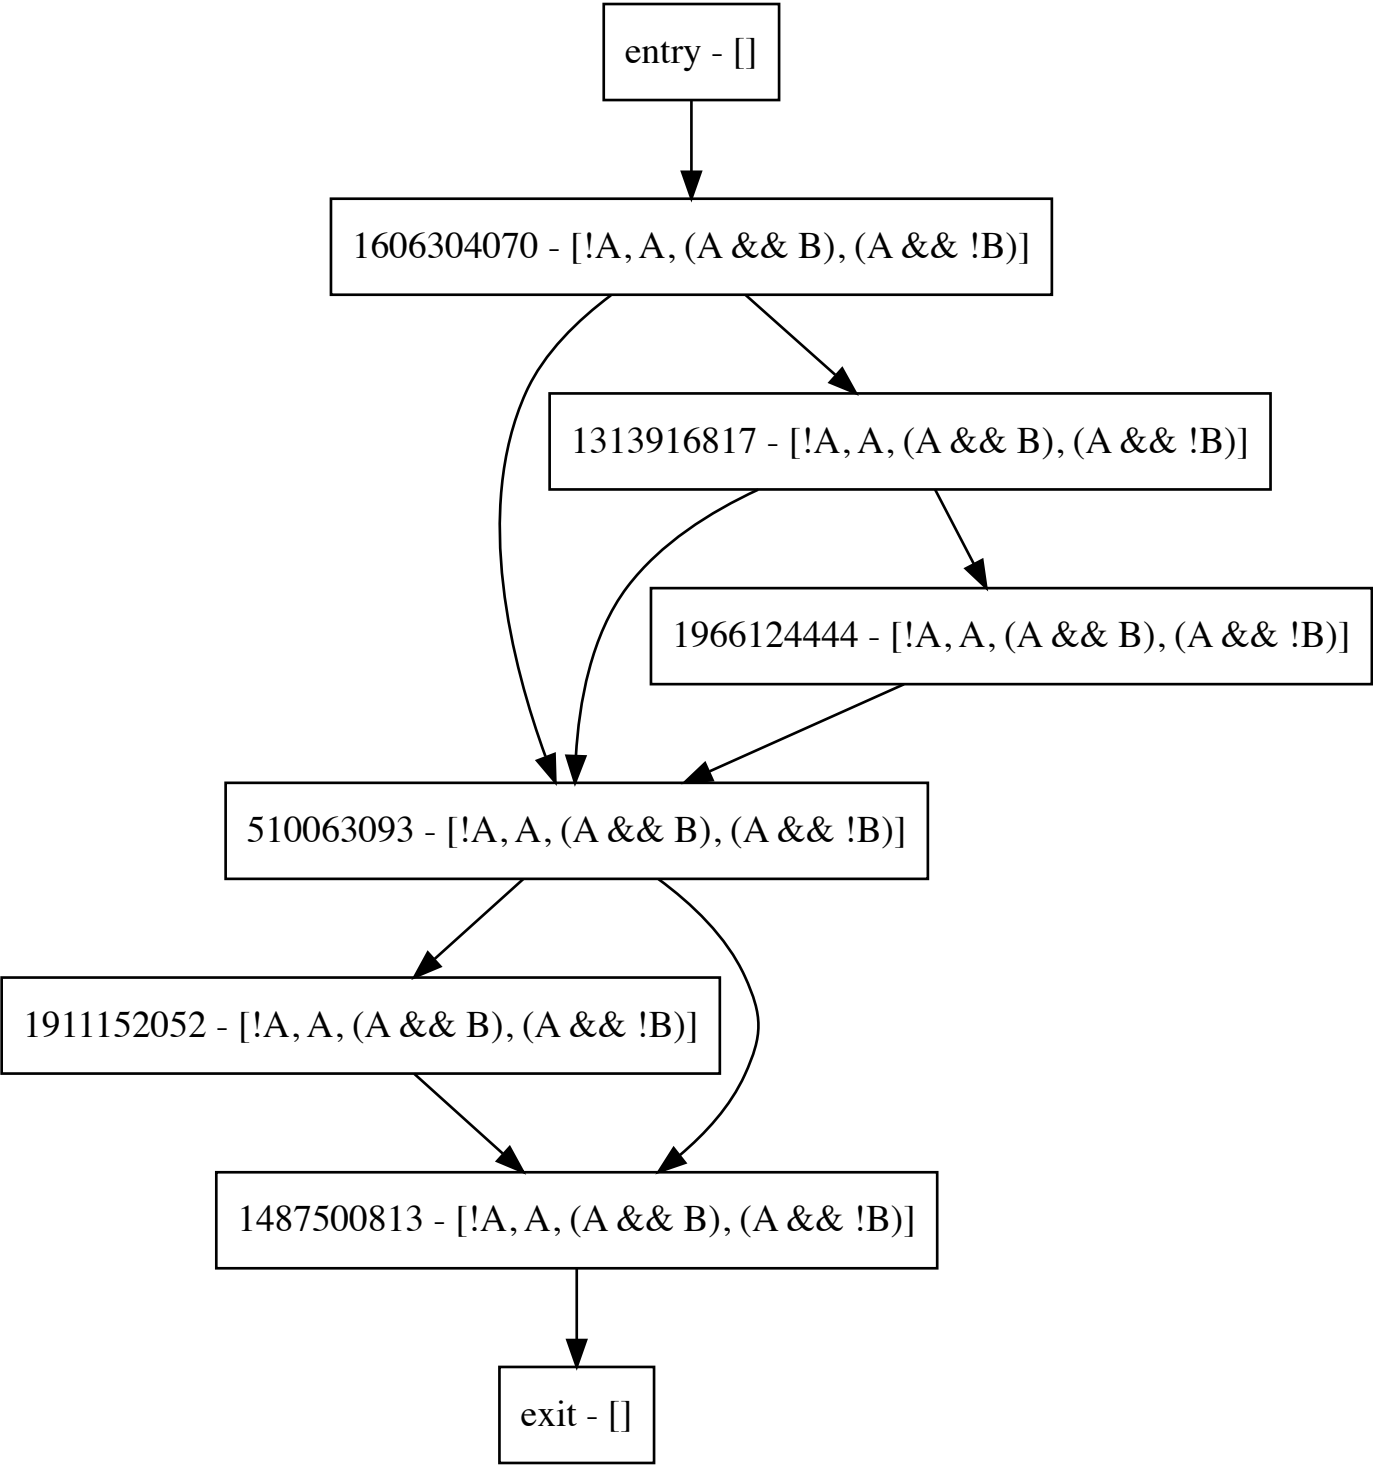 entry - []
1606304070 - [!A, A, (A && B), (A && !B)]
1313916817 - [!A, A, (A && B), (A && !B)]
1966124444 - [!A, A, (A && B), (A && !B)]
510063093 - [!A, A, (A && B), (A && !B)]
1911152052 - [!A, A, (A && B), (A && !B)]
1487500813 - [!A, A, (A && B), (A && !B)]
exit - []